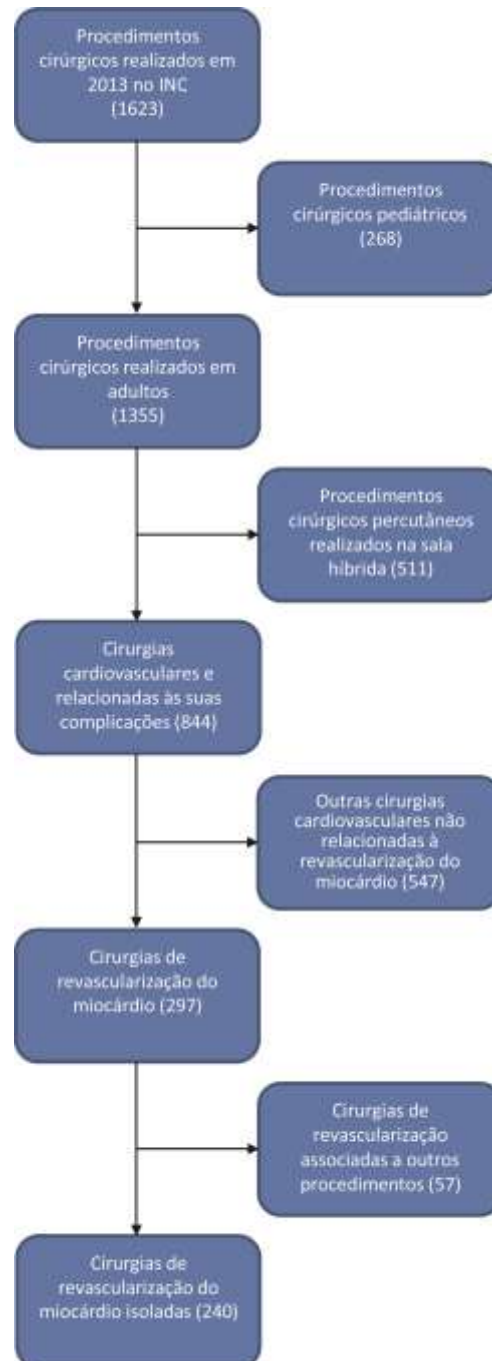 Procedimentos
cirúrgicos realizados em
2013 no INC
(1623)
Procedimentos
cirúrgicos pediátricos
(268)
Procedimentos
cirúrgicos realizados em
adultos
(1355)
Procedimentos
cirúrgicos percutâneos
realizados na sala
híbrida (511)
Cirurgias
cardiovasculares e
relacionadas às suas
complicações (844)
Outras cirurgias
cardiovasculares não
relacionadas à
revascularização do
miocárdio (547)
Cirurgias de
revascularização do
miocárdio (297)
Cirurgias de
revascularização
associadas a outros
procedimentos (57)
Cirurgias de
revascularização do
miocárdio isoladas (240)